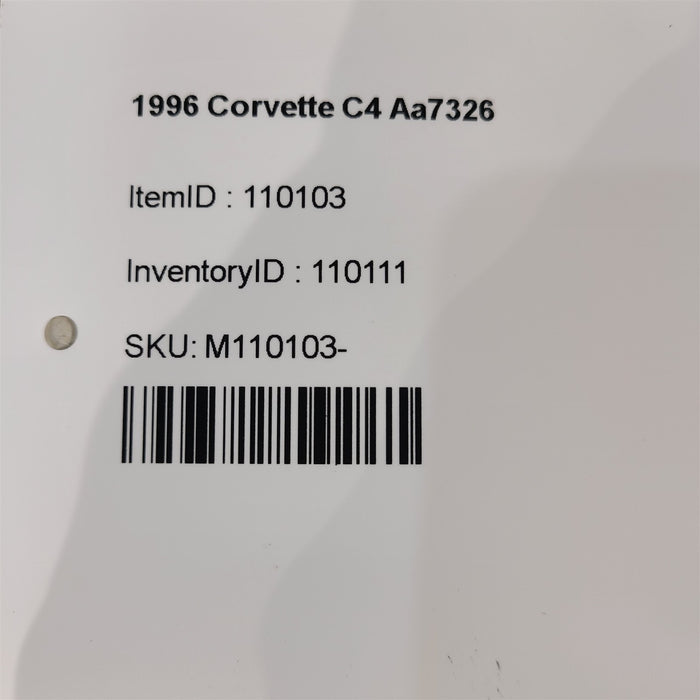 1996 Corvette C4 Aa7326
ItemID : 110103
InventoryID : 110111
SKU: M110103-